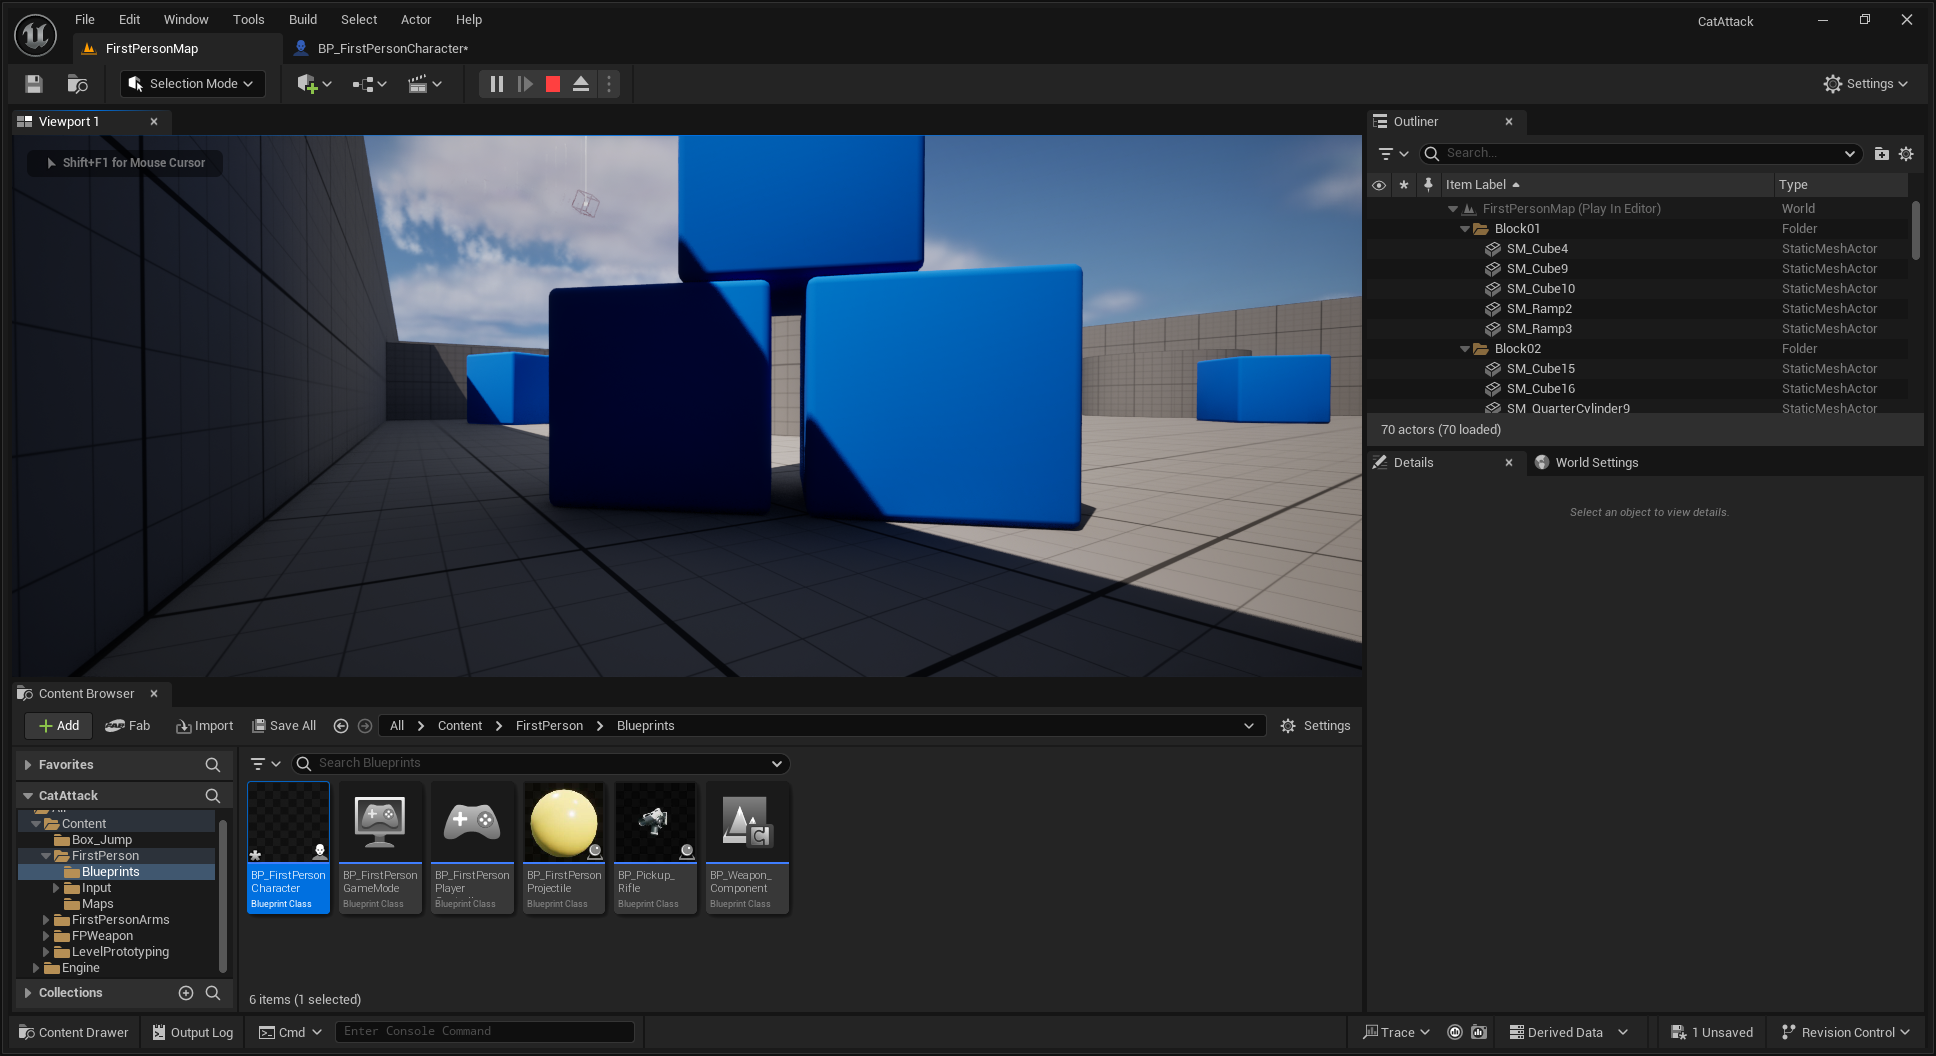 File Edit Window Tools Build Select Actor Help
CatAttack
FirstPersonMap
BP_FirstPersonCharacter*
Selection Mode
Settings
Viewport 1
Shift+F1 for Mouse Cursor
Outliner
Search...
Item Label
Type
FirstPersonMap (Play In Editor) World
Block01 Folder
SM_Cube4 StaticMeshActor
SM_Cube9 StaticMeshActor
SM_Cube10 StaticMeshActor
SM_Ramp2 StaticMeshActor
SM_Ramp3 StaticMeshActor
Block02 Folder
SM_Cube15 StaticMeshActor
SM_Cube16 StaticMeshActor
SM_QuarterCylinder9 StaticMeshActor
70 actors (70 loaded)
Details
World Settings
Select an object to view details.
Content Browser
Add Fab Import Save All
All Content FirstPerson Blueprints
Settings
Favorites
CatAttack
All
Content
Box_Jump
FirstPerson
Blueprints
Input
Maps
FirstPersonArms
FPWeapon
LevelPrototyping
Engine
Collections
Search Blueprints
BP_FirstPerson
Character
Blueprint Class
BP_FirstPerson
GameMode
Blueprint Class
BP_FirstPerson
Player
Blueprint Class
BP_FirstPerson
Projectile
Blueprint Class
BP_Pickup_
Rifle
Blueprint Class
BP_Weapon_
Component
Blueprint Class
6 items (1 selected)
Content Drawer
Output Log
Cmd
Enter Console Command
Trace
Derived Data
1 Unsaved
Revision Control